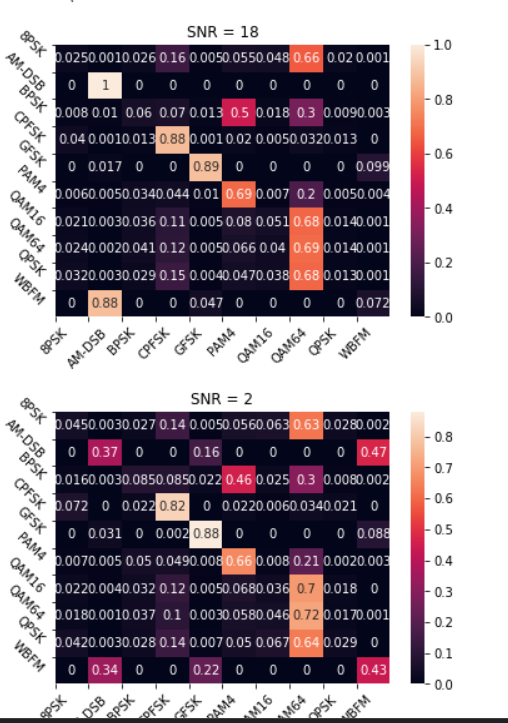 SNR = 18
8PSK 0.025 0.001 0.026 0.16 0.005 0.055 0.048 0.66 0.02 0.001
AM-DSB 0 1 0 0 0 0 0 0 0 0
BPSK 0.008 0.01 0.06 0.07 0.013 0.5 0.018 0.3 0.009 0.003
CPFSK 0.04 0.001 0.013 0.88 0.001 0.02 0.005 0.032 0.013 0
GFSK 0 0.017 0 0 0.89 0 0 0 0 0.099
PAM4 0.006 0.005 0.034 0.044 0.01 0.69 0.007 0.2 0.005 0.004
QAM16 0.021 0.003 0.036 0.11 0.005 0.08 0.051 0.68 0.014 0.001
QAM64 0.024 0.002 0.041 0.12 0.005 0.066 0.04 0.69 0.014 0.001
QPSK 0.032 0.003 0.029 0.15 0.004 0.047 0.038 0.68 0.013 0.001
WBFM 0 0.88 0 0 0.047 0 0 0 0 0.072
8PSK AM-DSB BPSK CPFSK GFSK PAM4 QAM16 QAM64 QPSK WBFM
1.0
0.8
0.6
0.4
0.2
0.0
SNR = 2
8PSK 0.045 0.003 0.027 0.14 0.005 0.056 0.063 0.63 0.028 0.002
AM-DSB 0 0.37 0 0 0.16 0 0 0 0 0.47
BPSK 0.016 0.003 0.085 0.085 0.022 0.46 0.025 0.3 0.008 0.002
CPFSK 0.072 0 0.022 0.82 0 0.022 0.006 0.034 0.021 0
GFSK 0 0.031 0 0.002 0.88 0 0 0 0 0.088
PAM4 0.007 0.005 0.05 0.049 0.008 0.66 0.008 0.21 0.002 0.003
QAM16 0.022 0.004 0.032 0.12 0.005 0.068 0.036 0.7 0.018 0
QAM64 0.018 0.001 0.037 0.1 0.003 0.058 0.046 0.72 0.017 0.001
QPSK 0.042 0.003 0.028 0.14 0.007 0.05 0.067 0.64 0.029 0
WBFM 0 0.34 0 0 0.22 0 0 0 0 0.43
8PSK DSB BPSK PFSK GFSK PAM4 AM16 AM64 QPSK BFM
0.8
0.7
0.6
0.5
0.4
0.3
0.2
0.1
0.0